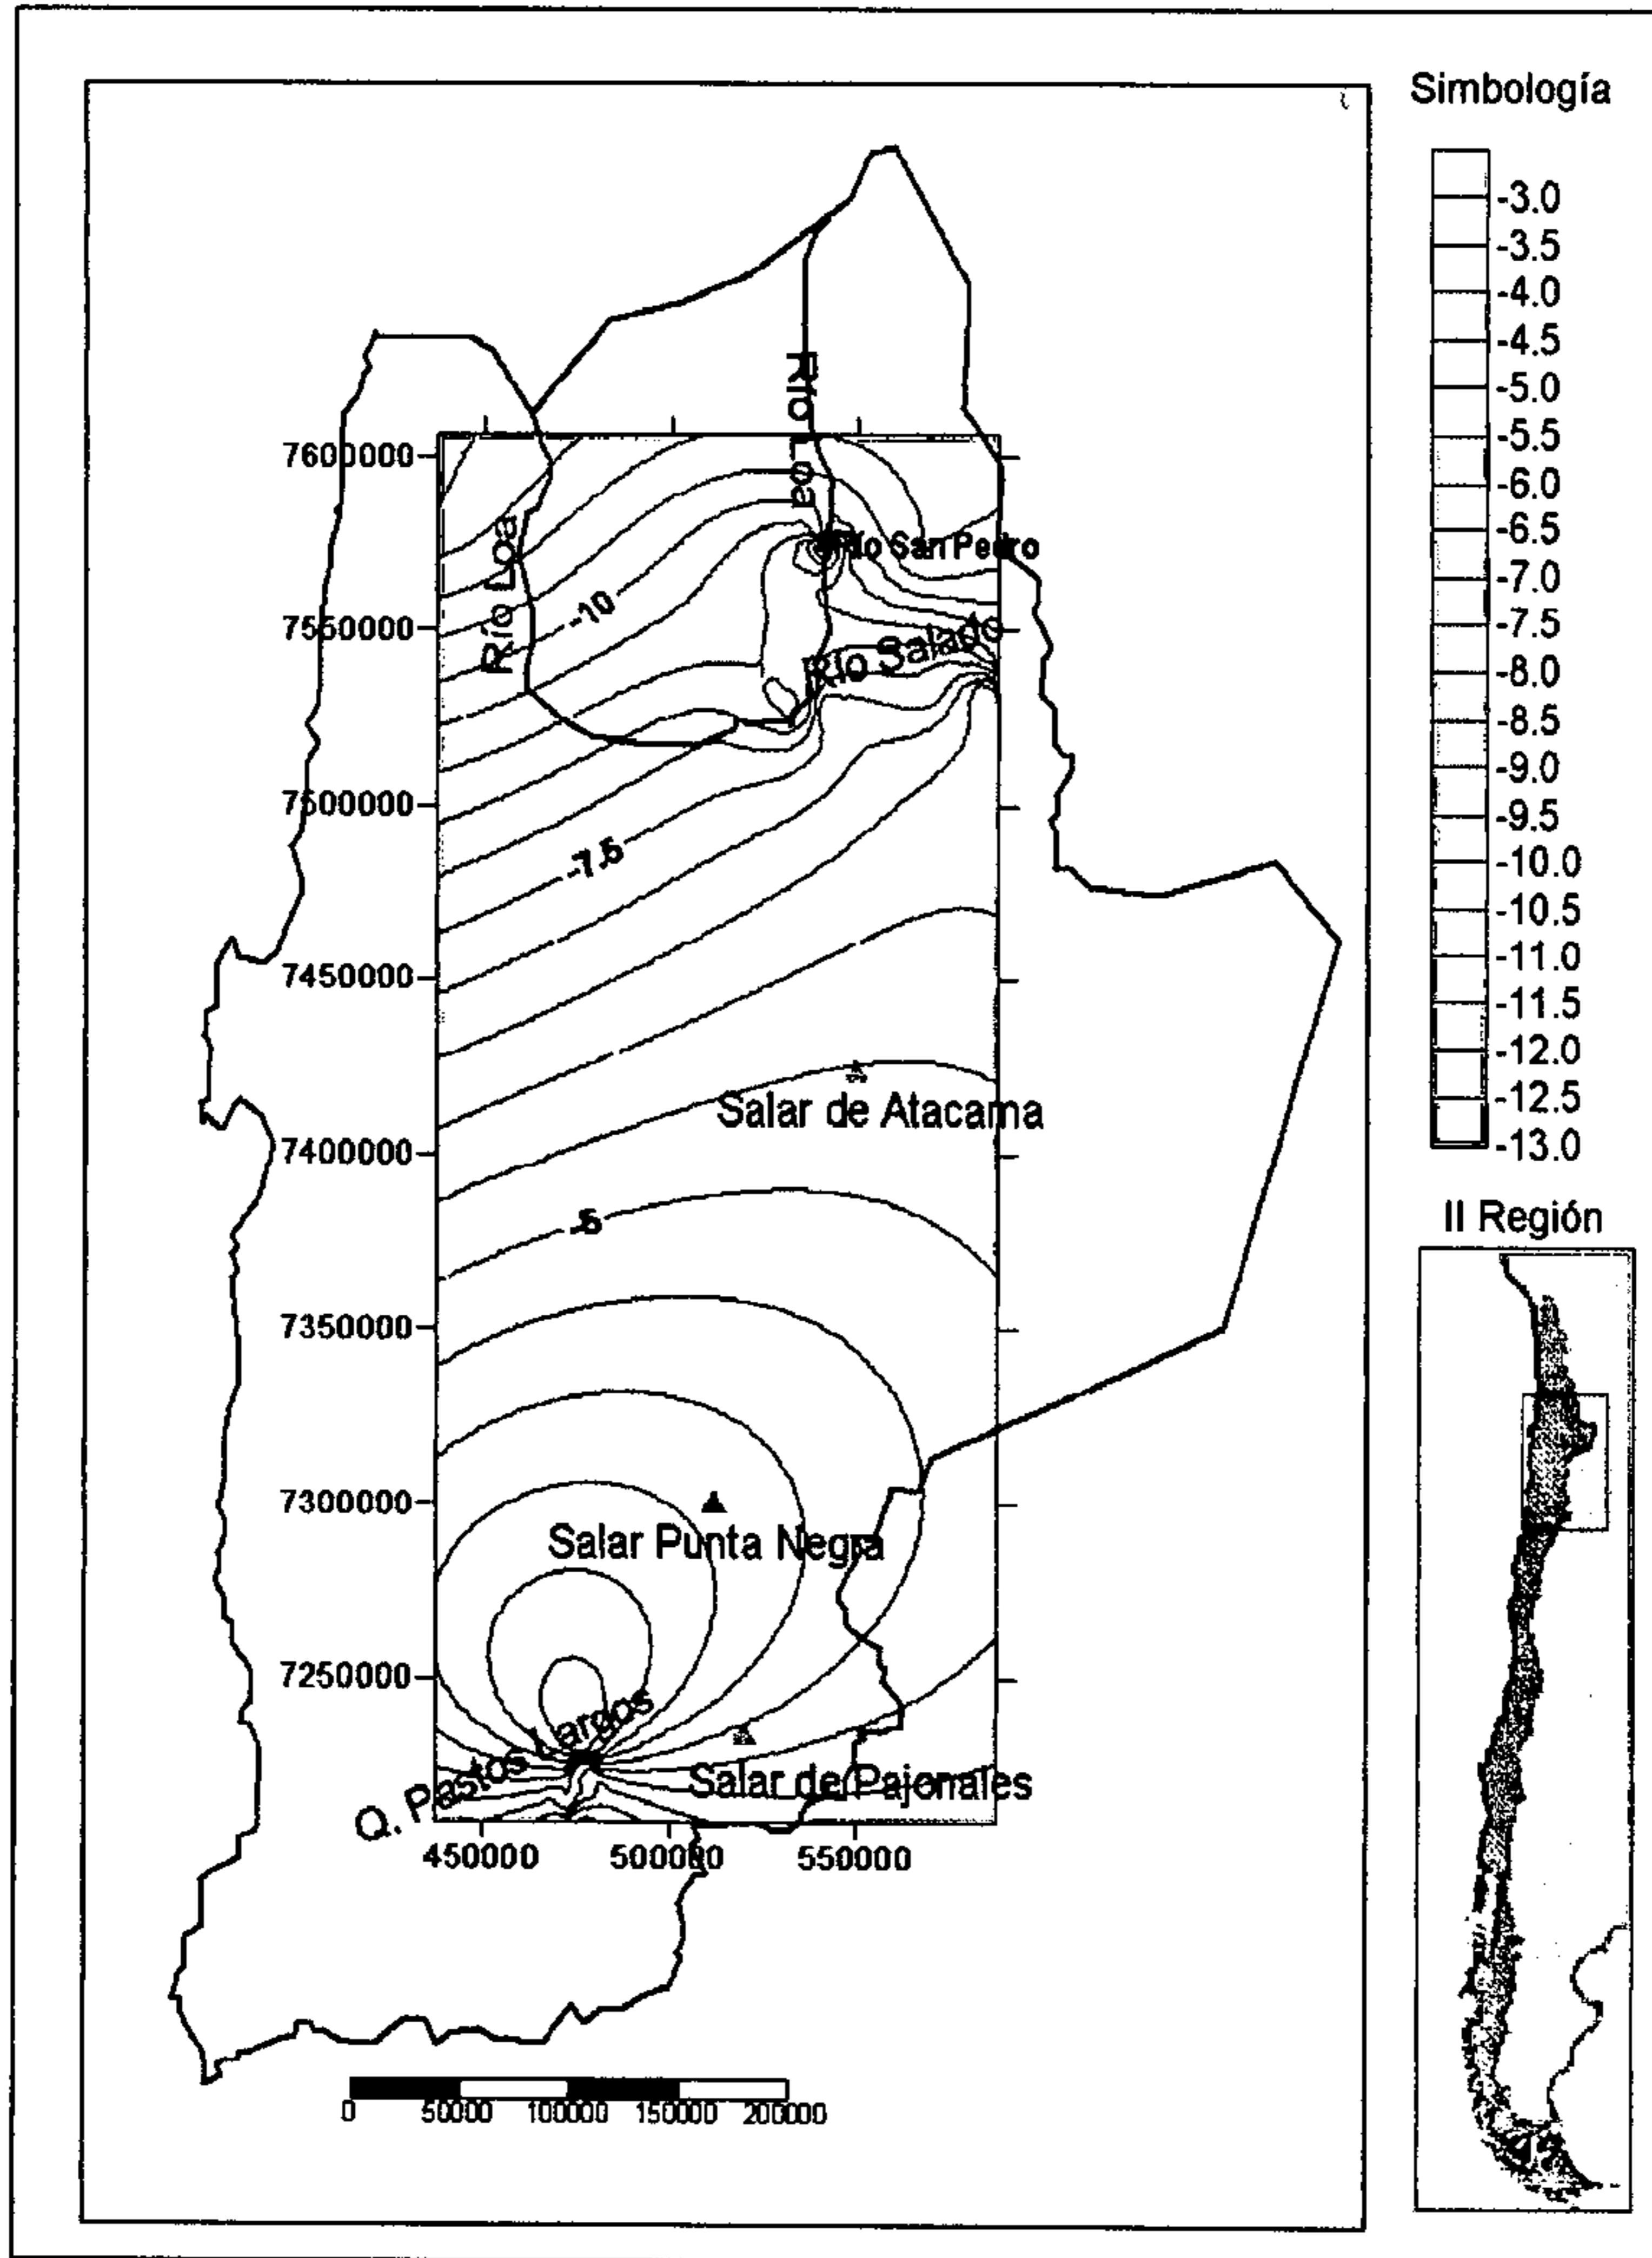 Simbología
-3.0
-3.5
-4.0
-4.5
-5.0
-5.5
-6.0
-6.5
-7.0
-7.5
-8.0
-8.5
-9.0
-9.5
-10.0
-10.5
-11.0
-11.5
-12.0
-12.5
-13.0
II Región
7600000
7550000
7500000
7450000
7400000
7350000
7300000
7250000
450000 500000 550000
Río Loa
Río Loa
Río San Pedro
Río Salado
-10
-7.5
-5
Salar de Atacama
Salar Punta Negra
Q. Pastos Largos
Salar de Pajonales
0 50000 100000 150000 200000